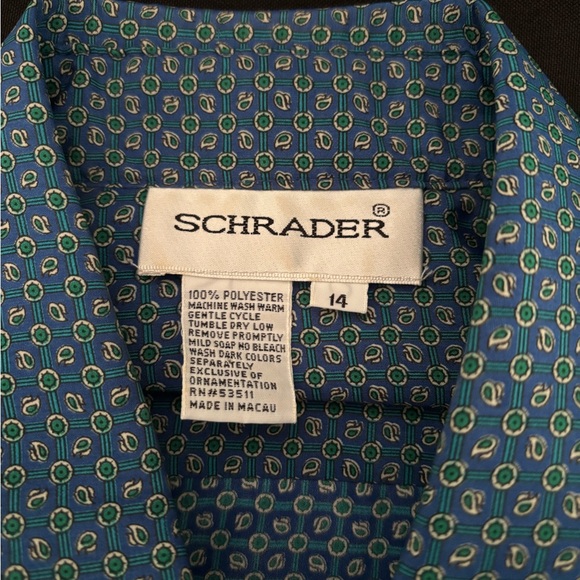 SCHRADER®
14
100% POLYESTER
MACHINE WASH WARM
GENTLE CYCLE
TUMBLE DRY LOW
REMOVE PROMPTLY
MILD SOAP NO BLEACH
WASH DARK COLORS
SEPARATELY
EXCLUSIVE OF
ORNAMENTATION
RN#53511
MADE IN MACAU